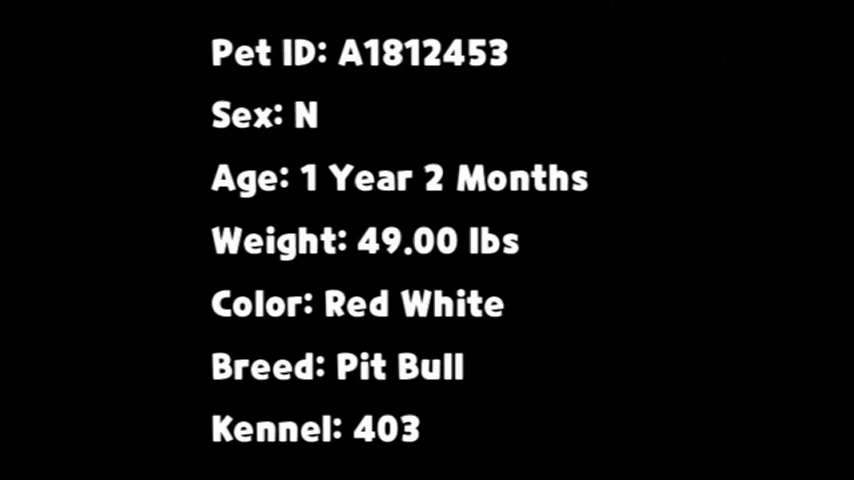 Pet ID: A1812453
Sex: N
Age: 1 Year 2 Months
Weight: 49.00 lbs
Color: Red White
Breed: Pit Bull
Kennel: 403